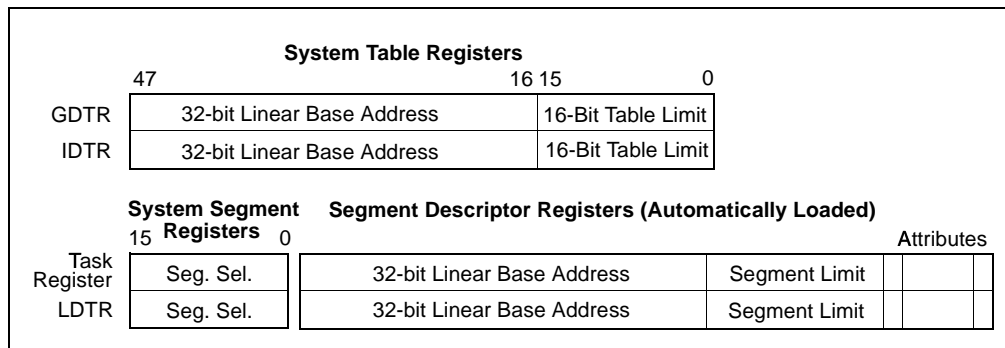 System Table Registers
47 16 15 0
GDTR 32-bit Linear Base Address 16-Bit Table Limit
IDTR 32-bit Linear Base Address 16-Bit Table Limit
System Segment Registers Segment Descriptor Registers (Automatically Loaded)
15 0 Attributes
Task Register Seg. Sel. 32-bit Linear Base Address Segment Limit
LDTR Seg. Sel. 32-bit Linear Base Address Segment Limit